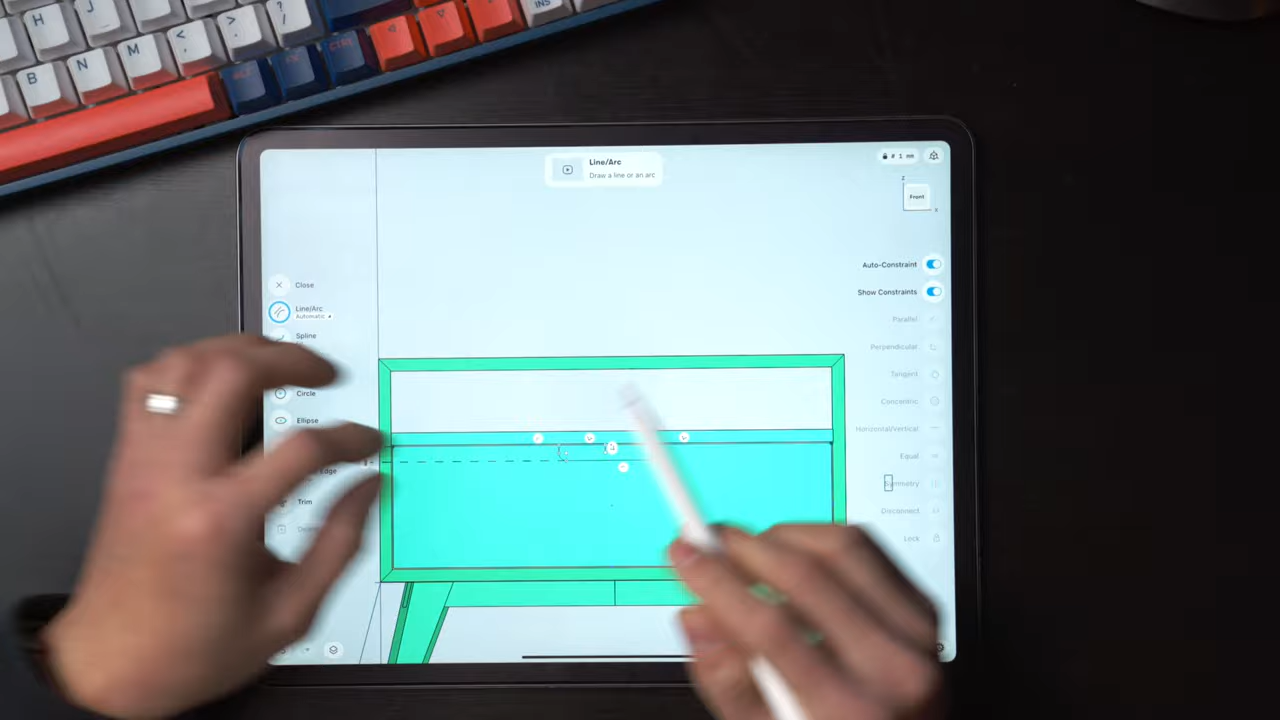 H
J
<
>
?
/
INS
B
N
M
CTRL
Line/Arc
Draw a line or an arc
# 1 mm
Z
Front
X
Auto-Constraint
Close
Show Constraints
Line/Arc
Automatic
Parallel
Spline
Perpendicular
Tangent
Circle
Concentric
Ellipse
Horizontal/Vertical
Equal
Edge
Symmetry
Trim
Disconnect
Lock